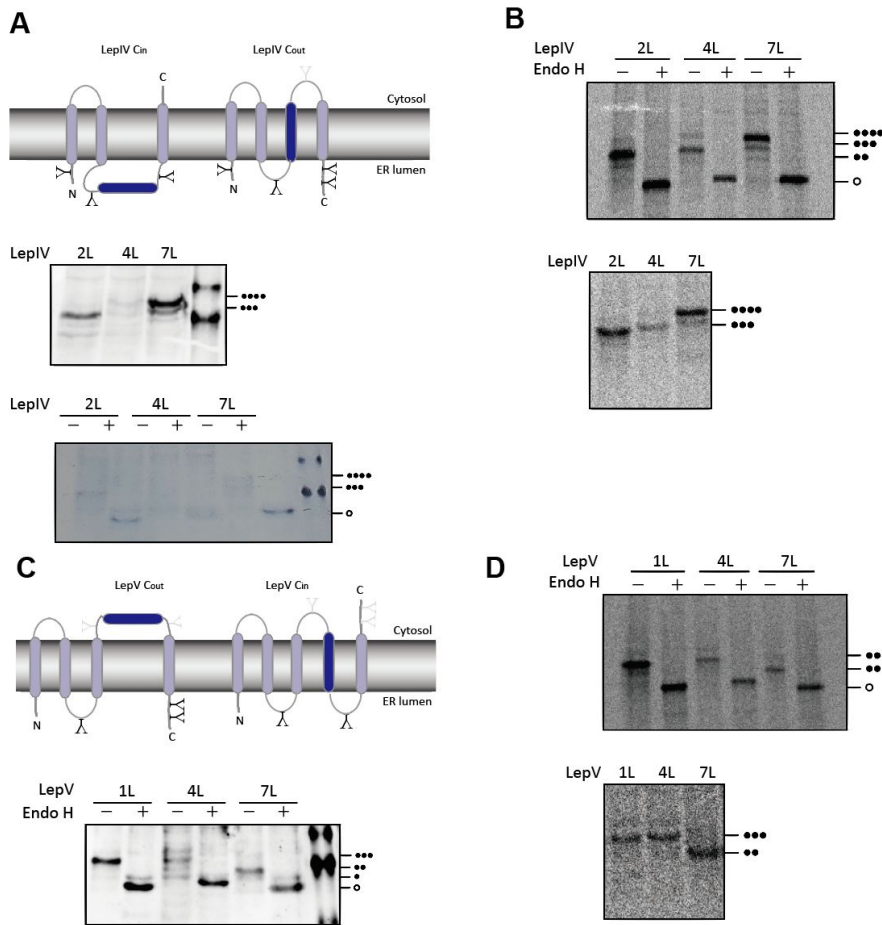 A
LepIV Cin LepIV Cout
C
Cytosol
ER lumen
N N
C
LepIV 2L 4L 7L
LepIV 2L 4L 7L
− + − + − +
B
LepIV 2L 4L 7L
Endo H − + − + − +
LepIV 2L 4L 7L
C
LepV Cout LepV Cin
C
Cytosol
ER lumen
N N
C
LepV 1L 4L 7L
Endo H − + − + − +
D
LepV 1L 4L 7L
Endo H − + − + − +
LepV 1L 4L 7L